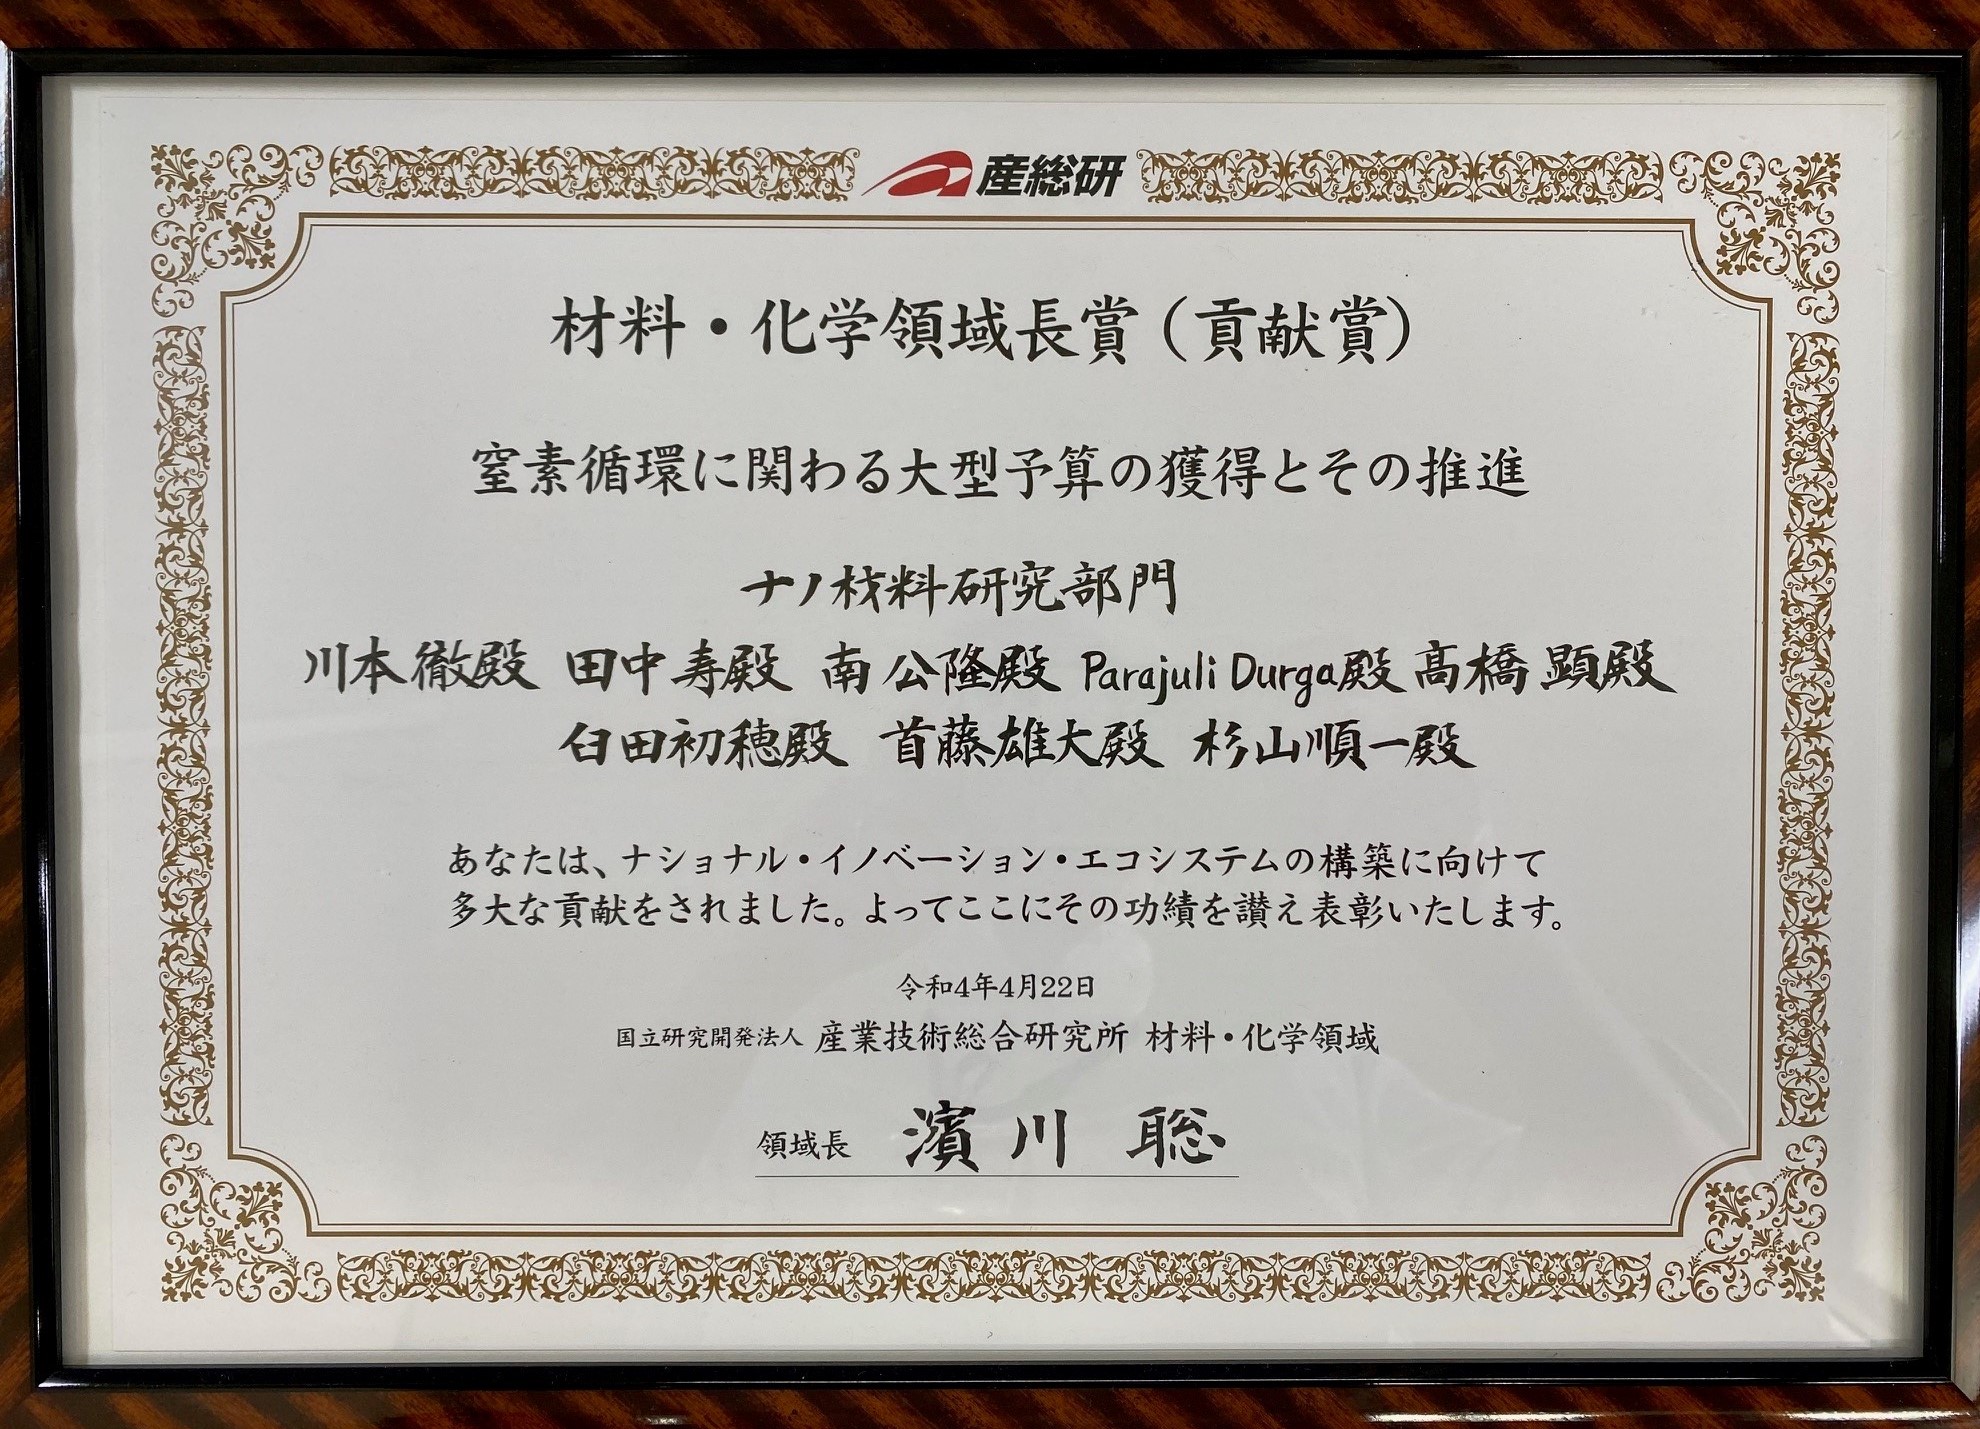 産総研
材料・化学領域長賞（貢献賞）
窒素循環に関わる大型予算の獲得とその推進
ナノ材料研究部門
川本徹殿 田中寿殿 南公隆殿 Parajuli Durga殿 髙橋顕殿
臼田初穂殿 首藤雄大殿 杉山順一殿
あなたは、ナショナル・イノベーション・エコシステムの構築に向けて
多大な貢献をされました。よってここにその功績を讃え表彰いたします。
令和4年4月22日
国立研究開発法人 産業技術総合研究所 材料・化学領域
領域長 濱川 聡